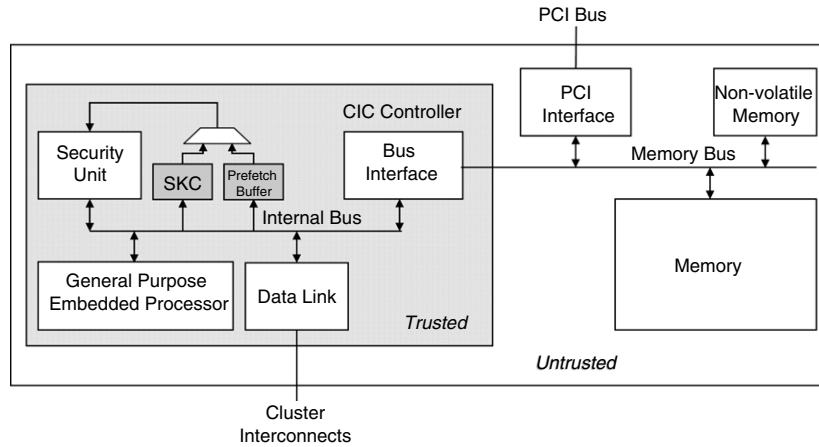 PCI Bus
CIC Controller
PCI
Interface
Non-volatile
Memory
Security
Unit
SKC
Prefetch
Buffer
Bus
Interface
Memory Bus
Internal Bus
General Purpose
Embedded Processor
Data Link
Memory
Trusted
Untrusted
Cluster
Interconnects